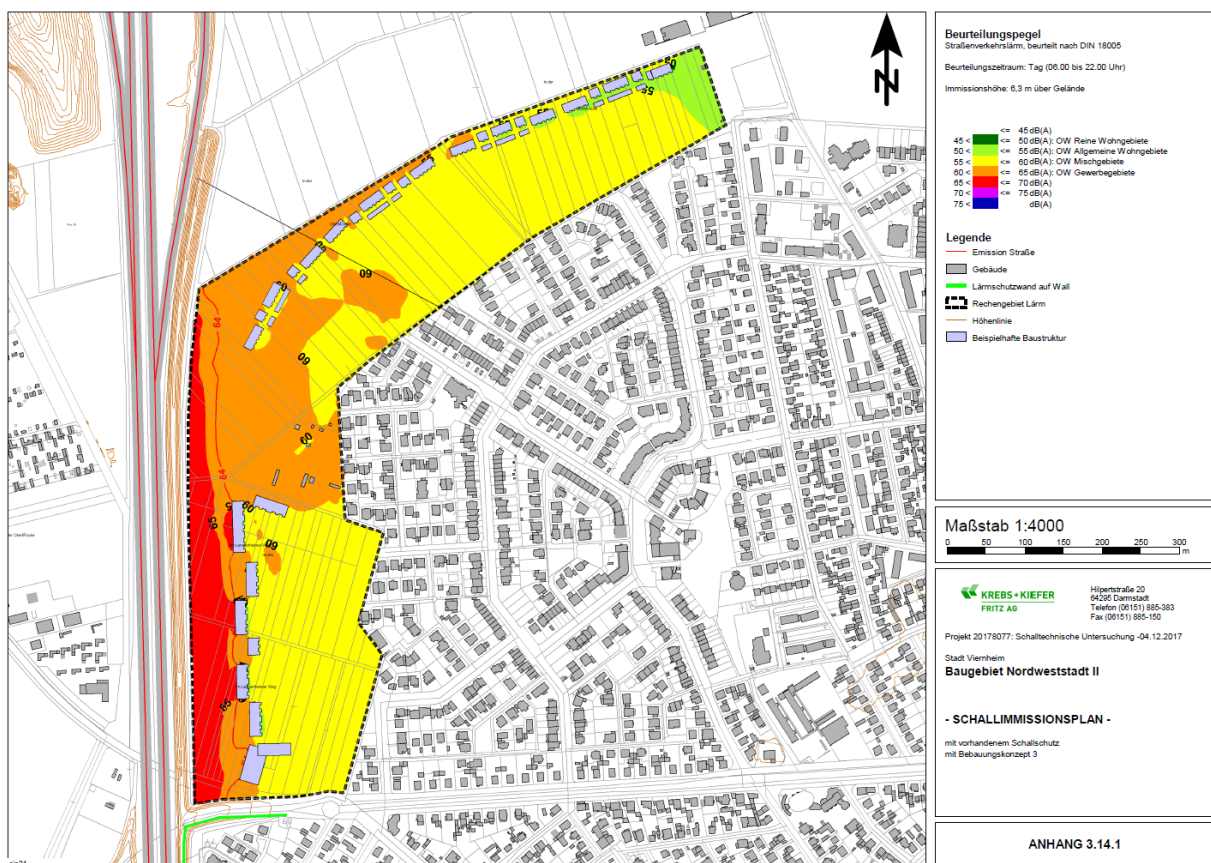 Beurteilungspegel
Straßenverkehrslärm, beurteilt nach DIN 18005
Beurteilungszeitraum: Tag (06.00 bis 22.00 Uhr)
Immissionshöhe: 6,3 m über Gelände
<= 45 dB(A)
45 < <= 50 dB(A): OW Reine Wohngebiete
50 < <= 55 dB(A): OW Allgemeine Wohngebiete
55 < <= 60 dB(A): OW Mischgebiete
60 < <= 65 dB(A): OW Gewerbegebiete
65 < <= 70 dB(A)
70 < <= 75 dB(A)
75 < dB(A)
Legende
Emission Straße
Gebäude
Lärmschutzwand auf Wall
Rechengebiet Lärm
Höhenlinie
Beispielhafte Baustruktur
Maßstab 1:4000
0 50 100 150 200 250 300
m
KREBS+KIEFER
FRITZ AG
Hilpertstraße 20
64295 Darmstadt
Telefon (06151) 885-383
Fax (06151) 885-150
Projekt 20178077: Schalltechnische Untersuchung -04.12.2017
Stadt Viernheim
Baugebiet Nordweststadt II
- SCHALLIMMISSIONSPLAN -
mit vorhandenem Schallschutz
mit Bebauungskonzept 3
ANHANG 3.14.1
N
55
60
64
60
60
64
65
60
60
65